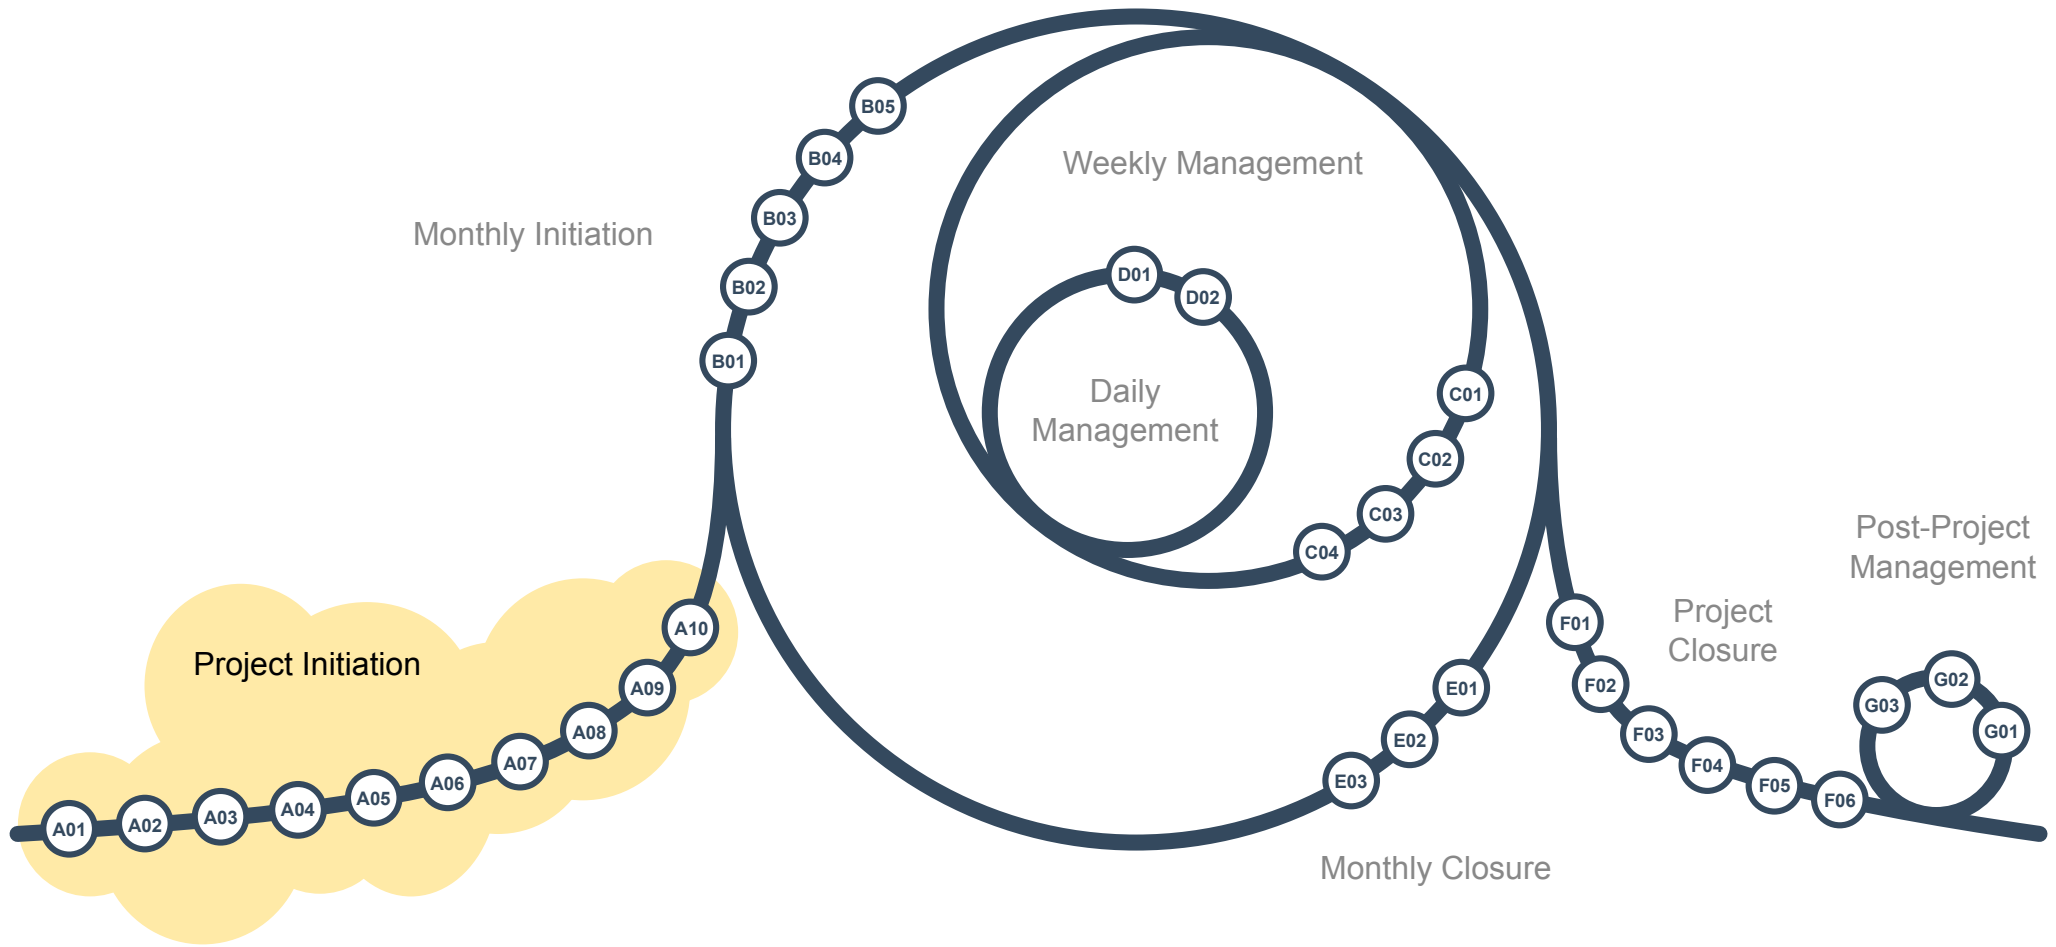 Project Initiation
A01
A02
A03
A04
A05
A06
A07
A08
A09
A10
Monthly Initiation
B01
B02
B03
B04
B05
Weekly Management
C01
C02
C03
C04
Daily
Management
D01
D02
Monthly Closure
E01
E02
E03
Project
Closure
F01
F02
F03
F04
F05
F06
Post-Project
Management
G01
G02
G03